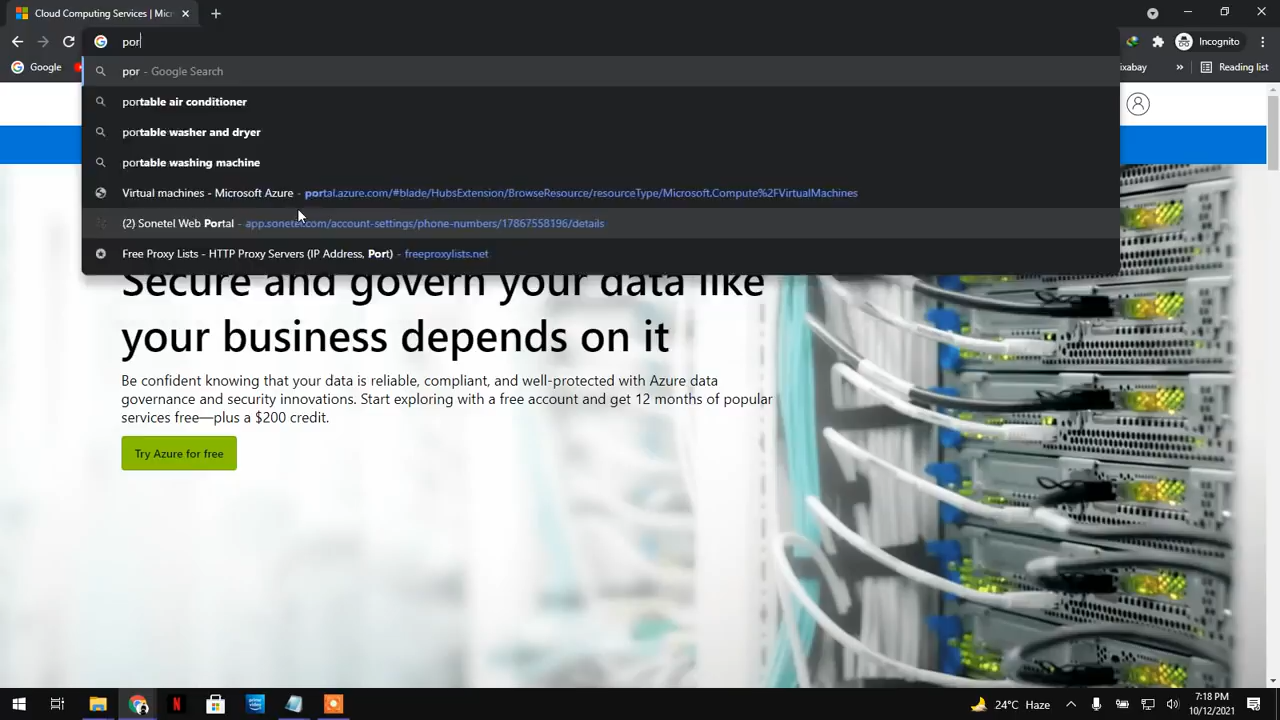 Cloud Computing Services | Micr
por
Incognito
Google
ixabay
»
Reading list
por - Google Search
portable air conditioner
portable washer and dryer
portable washing machine
Virtual machines - Microsoft Azure - portal.azure.com/#blade/HubsExtension/BrowseResource/resourceType/Microsoft.Compute%2FVirtualMachines
(2) Sonetel Web Portal - app.sonetel.com/account-settings/phone-numbers/17867558196/details
Free Proxy Lists - HTTP Proxy Servers (IP Address, Port) - freeproxylists.net
Secure and govern your data like
your business depends on it
Be confident knowing that your data is reliable, compliant, and well-protected with Azure data
governance and security innovations. Start exploring with a free account and get 12 months of popular
services free—plus a $200 credit.
Try Azure for free
24°C Haze
7:18 PM
10/12/2021